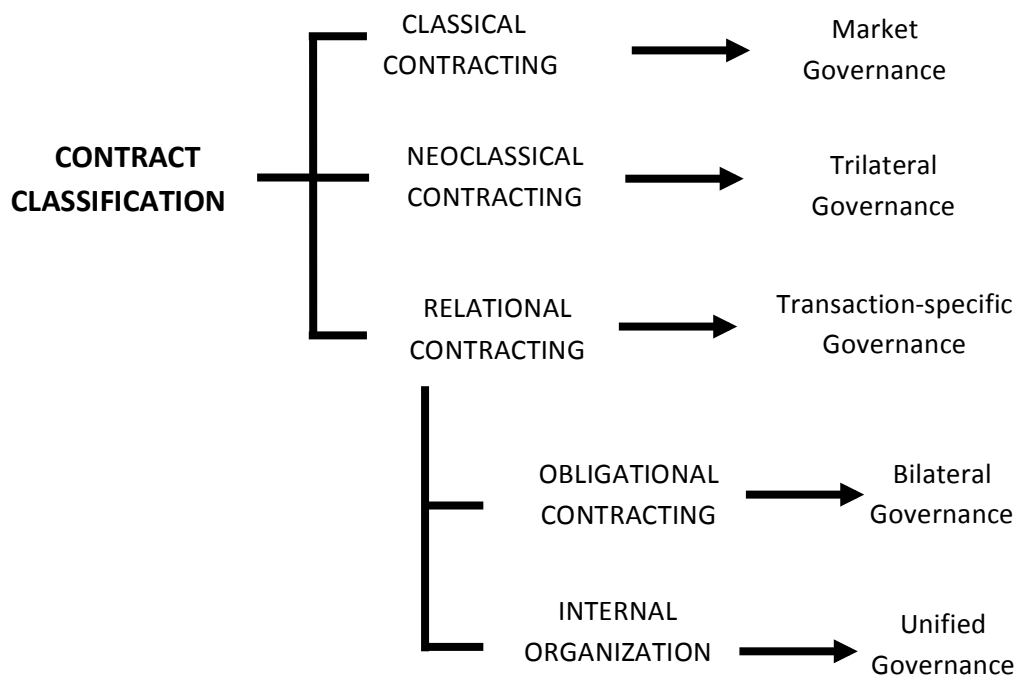 CLASSICAL
CONTRACTING
Market
Governance
CONTRACT
CLASSIFICATION
NEOCLASSICAL
CONTRACTING
Trilateral
Governance
RELATIONAL
CONTRACTING
Transaction-specific
Governance
OBLIGATIONAL
CONTRACTING
Bilateral
Governance
INTERNAL
ORGANIZATION
Unified
Governance